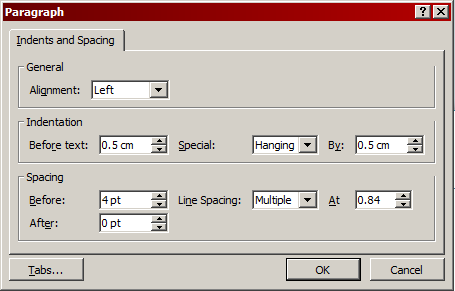 Paragraph
Indents and Spacing
General
Alignment: Left
Indentation
Before text: 0.5 cm Special: Hanging By: 0.5 cm
Spacing
Before: 4 pt Line Spacing: Multiple At 0.84
After: 0 pt
Tabs... OK Cancel